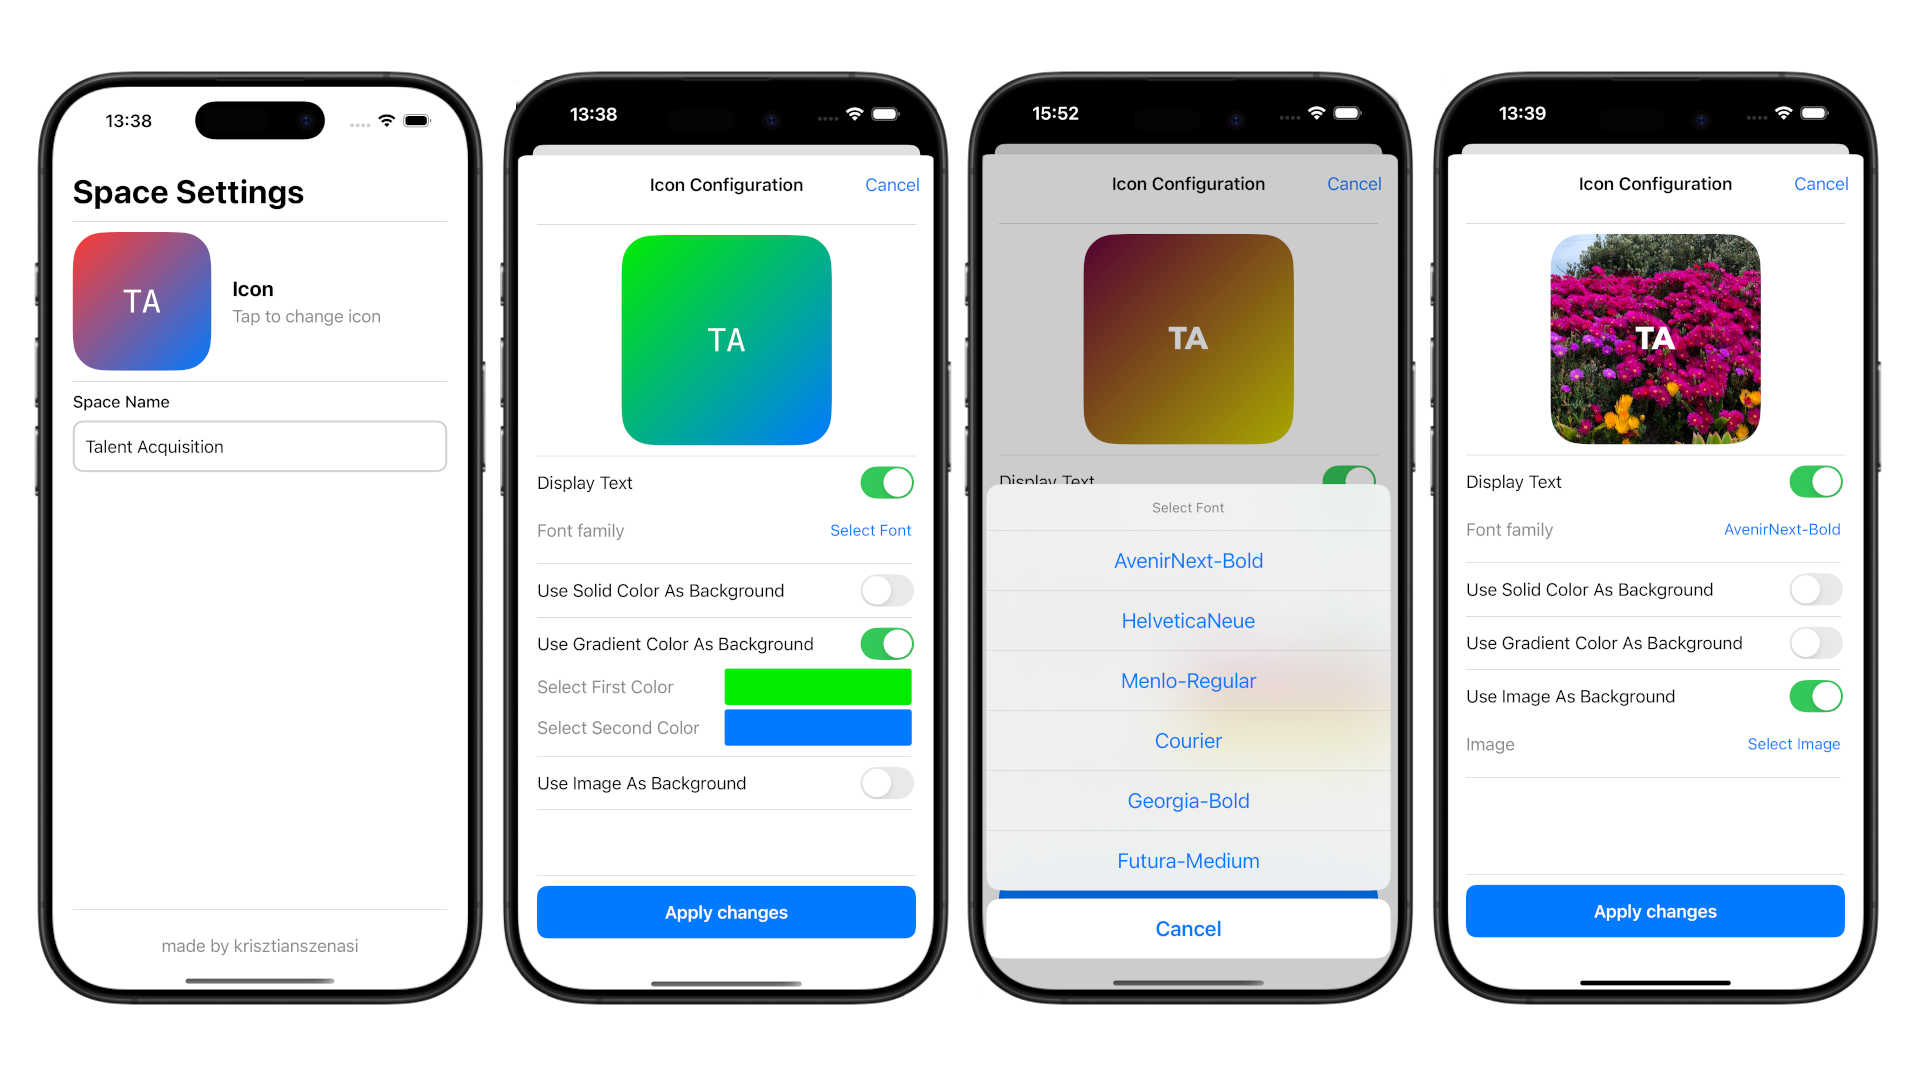 13:38
Space Settings
TA
Icon
Tap to change icon
Space Name
Talent Acquisition
made by krisztianszenasi
13:38
Icon Configuration Cancel
TA
Display Text
Font family Select Font
Use Solid Color As Background
Use Gradient Color As Background
Select First Color
Select Second Color
Use Image As Background
Apply changes
15:52
Icon Configuration Cancel
TA
Display Text
Select Font
AvenirNext-Bold
HelveticaNeue
Menlo-Regular
Courier
Georgia-Bold
Futura-Medium
Cancel
13:39
Icon Configuration Cancel
TA
Display Text
Font family AvenirNext-Bold
Use Solid Color As Background
Use Gradient Color As Background
Use Image As Background
Image Select Image
Apply changes